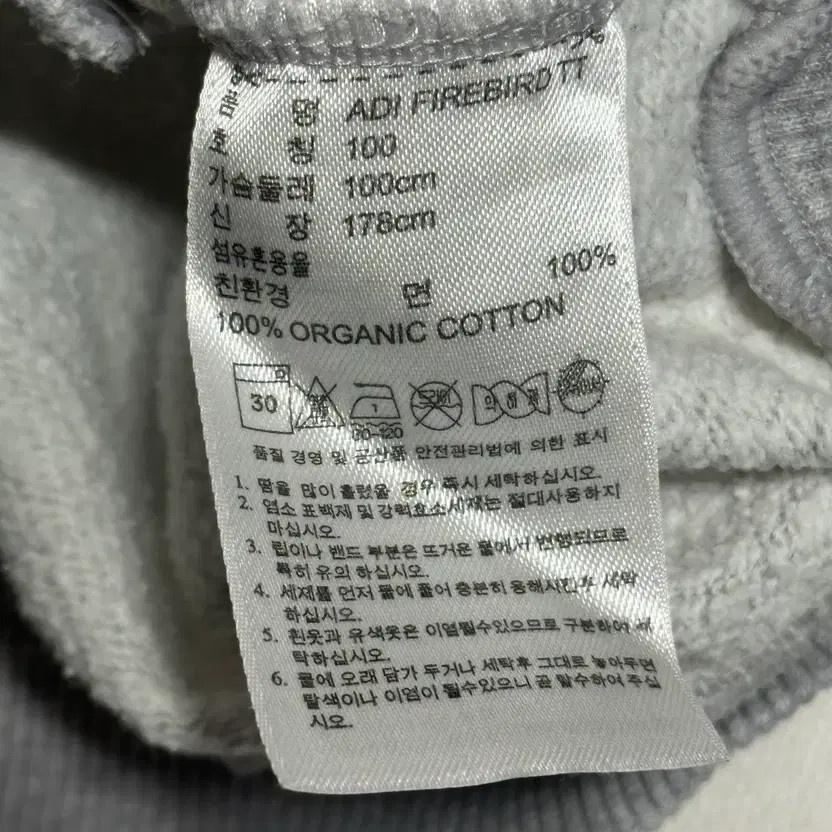 품 명 ADI FIREBIRD TT
호 칭 100
가슴둘레 100cm
신 장 178cm
섬유혼용율
친환경 면 100%
100% ORGANIC COTTON
30
1 드라이 약하게
80~120
품질 경영 및 공산품 안전관리법에 의한 표시
1. 땀을 많이 흘렸을 경우 즉시 세탁하십시오.
2. 염소 표백제 및 강력효소세제는 절대사용하지
마십시오.
3. 립이나 밴드 부분은 뜨거운 물에서 변형되므로
특히 유의 하십시오.
4. 세제를 먼저 물에 풀어 충분히 용해시킨후 세탁
하십시오.
5. 흰옷과 유색옷은 이염될수있으므로 구분하여 세
탁하십시오.
6. 물에 오래 담가 두거나 세탁후 그대로 놓아두면
탈색이나 이염이 될수있으니 곧 탈수하여 주십
시오.